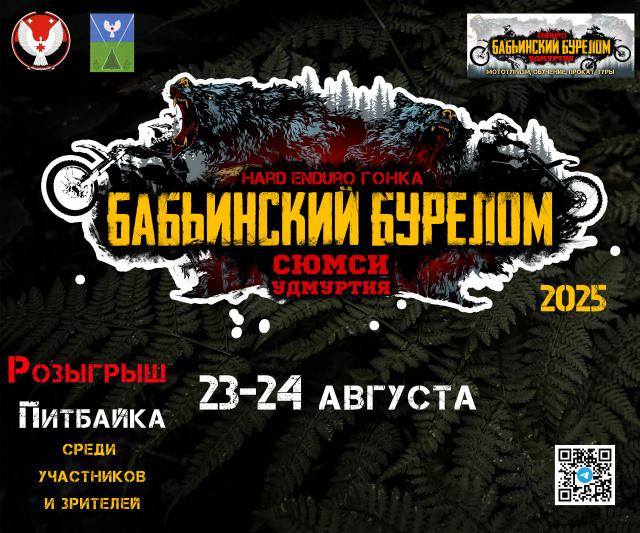 ENDURO
БАБЬИНСКИЙ БУРЕЛОМ
УДМУРТИЯ
МОТОТУРИЗМ, ОБУЧЕНИЕ, ПРОКАТ, ТУРЫ
HARD ENDURO ГОНКА
БАБЬИНСКИЙ БУРЕЛОМ
СЮМСИ
УДМУРТИЯ
2025
РОЗЫГРЫШ
ПИТБАЙКА
СРЕДИ
УЧАСТНИКОВ
И ЗРИТЕЛЕЙ
23-24 АВГУСТА